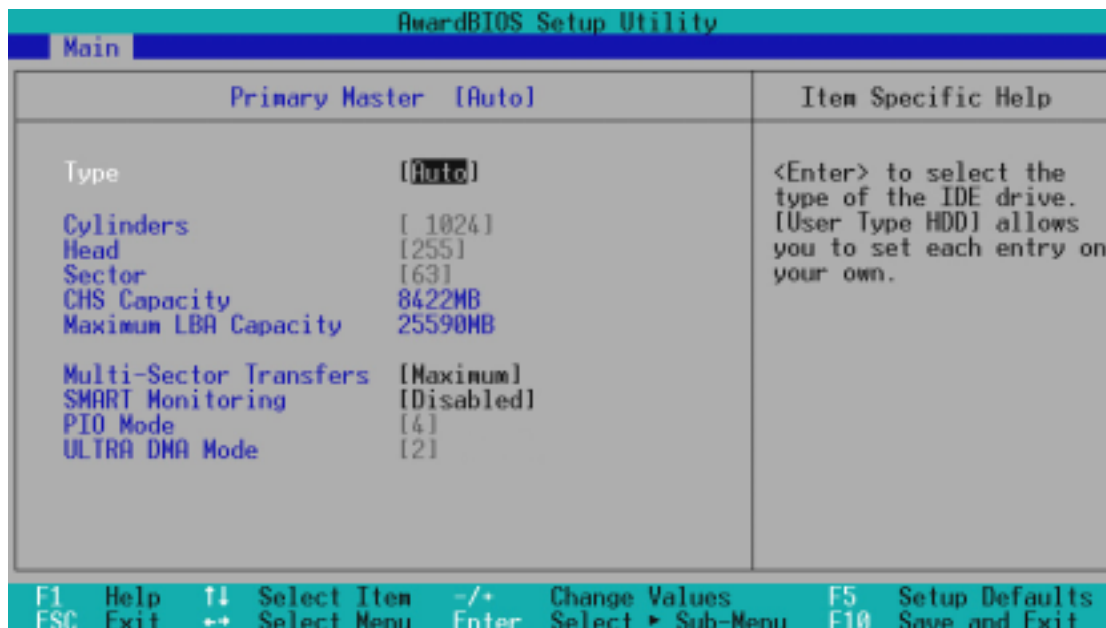 AwardBIOS Setup Utility
Main
Primary Master [Auto]
Item Specific Help
Type [Auto]
Cylinders [ 1024]
Head [255]
Sector [63]
CHS Capacity 8422MB
Maximum LBA Capacity 25590MB
Multi-Sector Transfers [Maximum]
SMART Monitoring [Disabled]
PIO Mode [4]
ULTRA DMA Mode [2]
<Enter> to select the
type of the IDE drive.
[User Type HDD] allows
you to set each entry on
your own.
F1 Help ↑↓ Select Item -/+ Change Values F5 Setup Defaults
ESC Exit ←→ Select Menu Enter Select ► Sub-Menu F10 Save and Exit